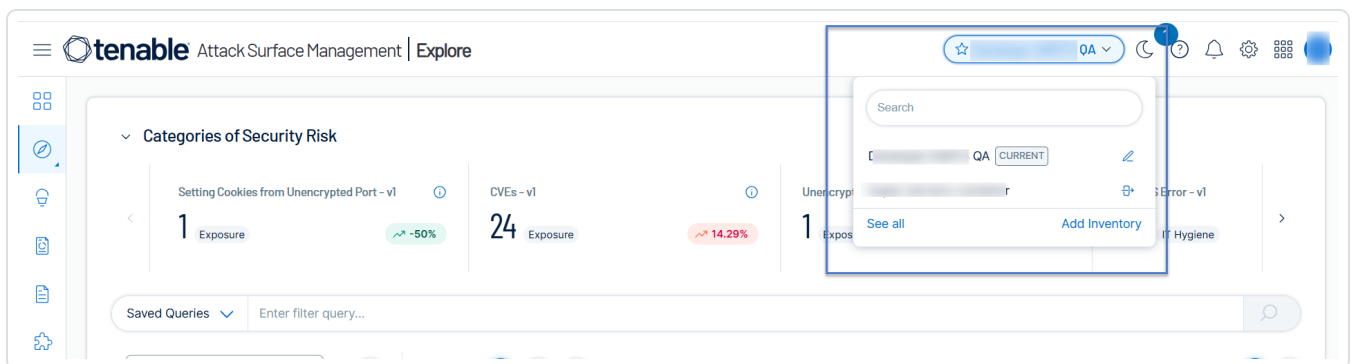 tenable Attack Surface Management | Explore
QA
1
Search
QA CURRENT
See all Add Inventory
Categories of Security Risk
Setting Cookies from Unencrypted Port - v1
1 Exposure -50%
CVEs - v1
24 Exposure 14.29%
1
Error - v1
IT Hygiene
Saved Queries Enter filter query...